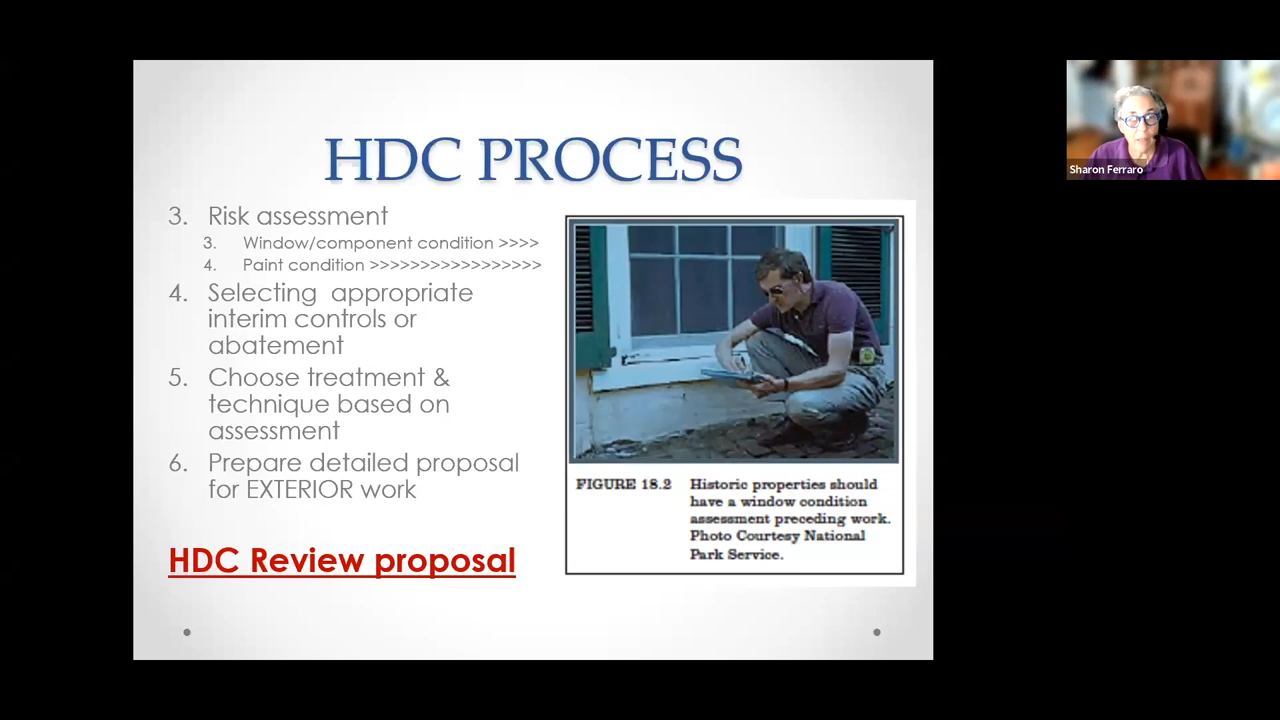 HDC PROCESS
3. Risk assessment
3. Window/component condition >>>>
4. Paint condition >>>>>>>>>>>>>>>>>
4. Selecting appropriate
interim controls or
abatement
5. Choose treatment &
technique based on
assessment
6. Prepare detailed proposal
for EXTERIOR work
HDC Review proposal
FIGURE 18.2 Historic properties should
have a window condition
assessment preceding work.
Photo Courtesy National
Park Service.
Sharon Ferraro